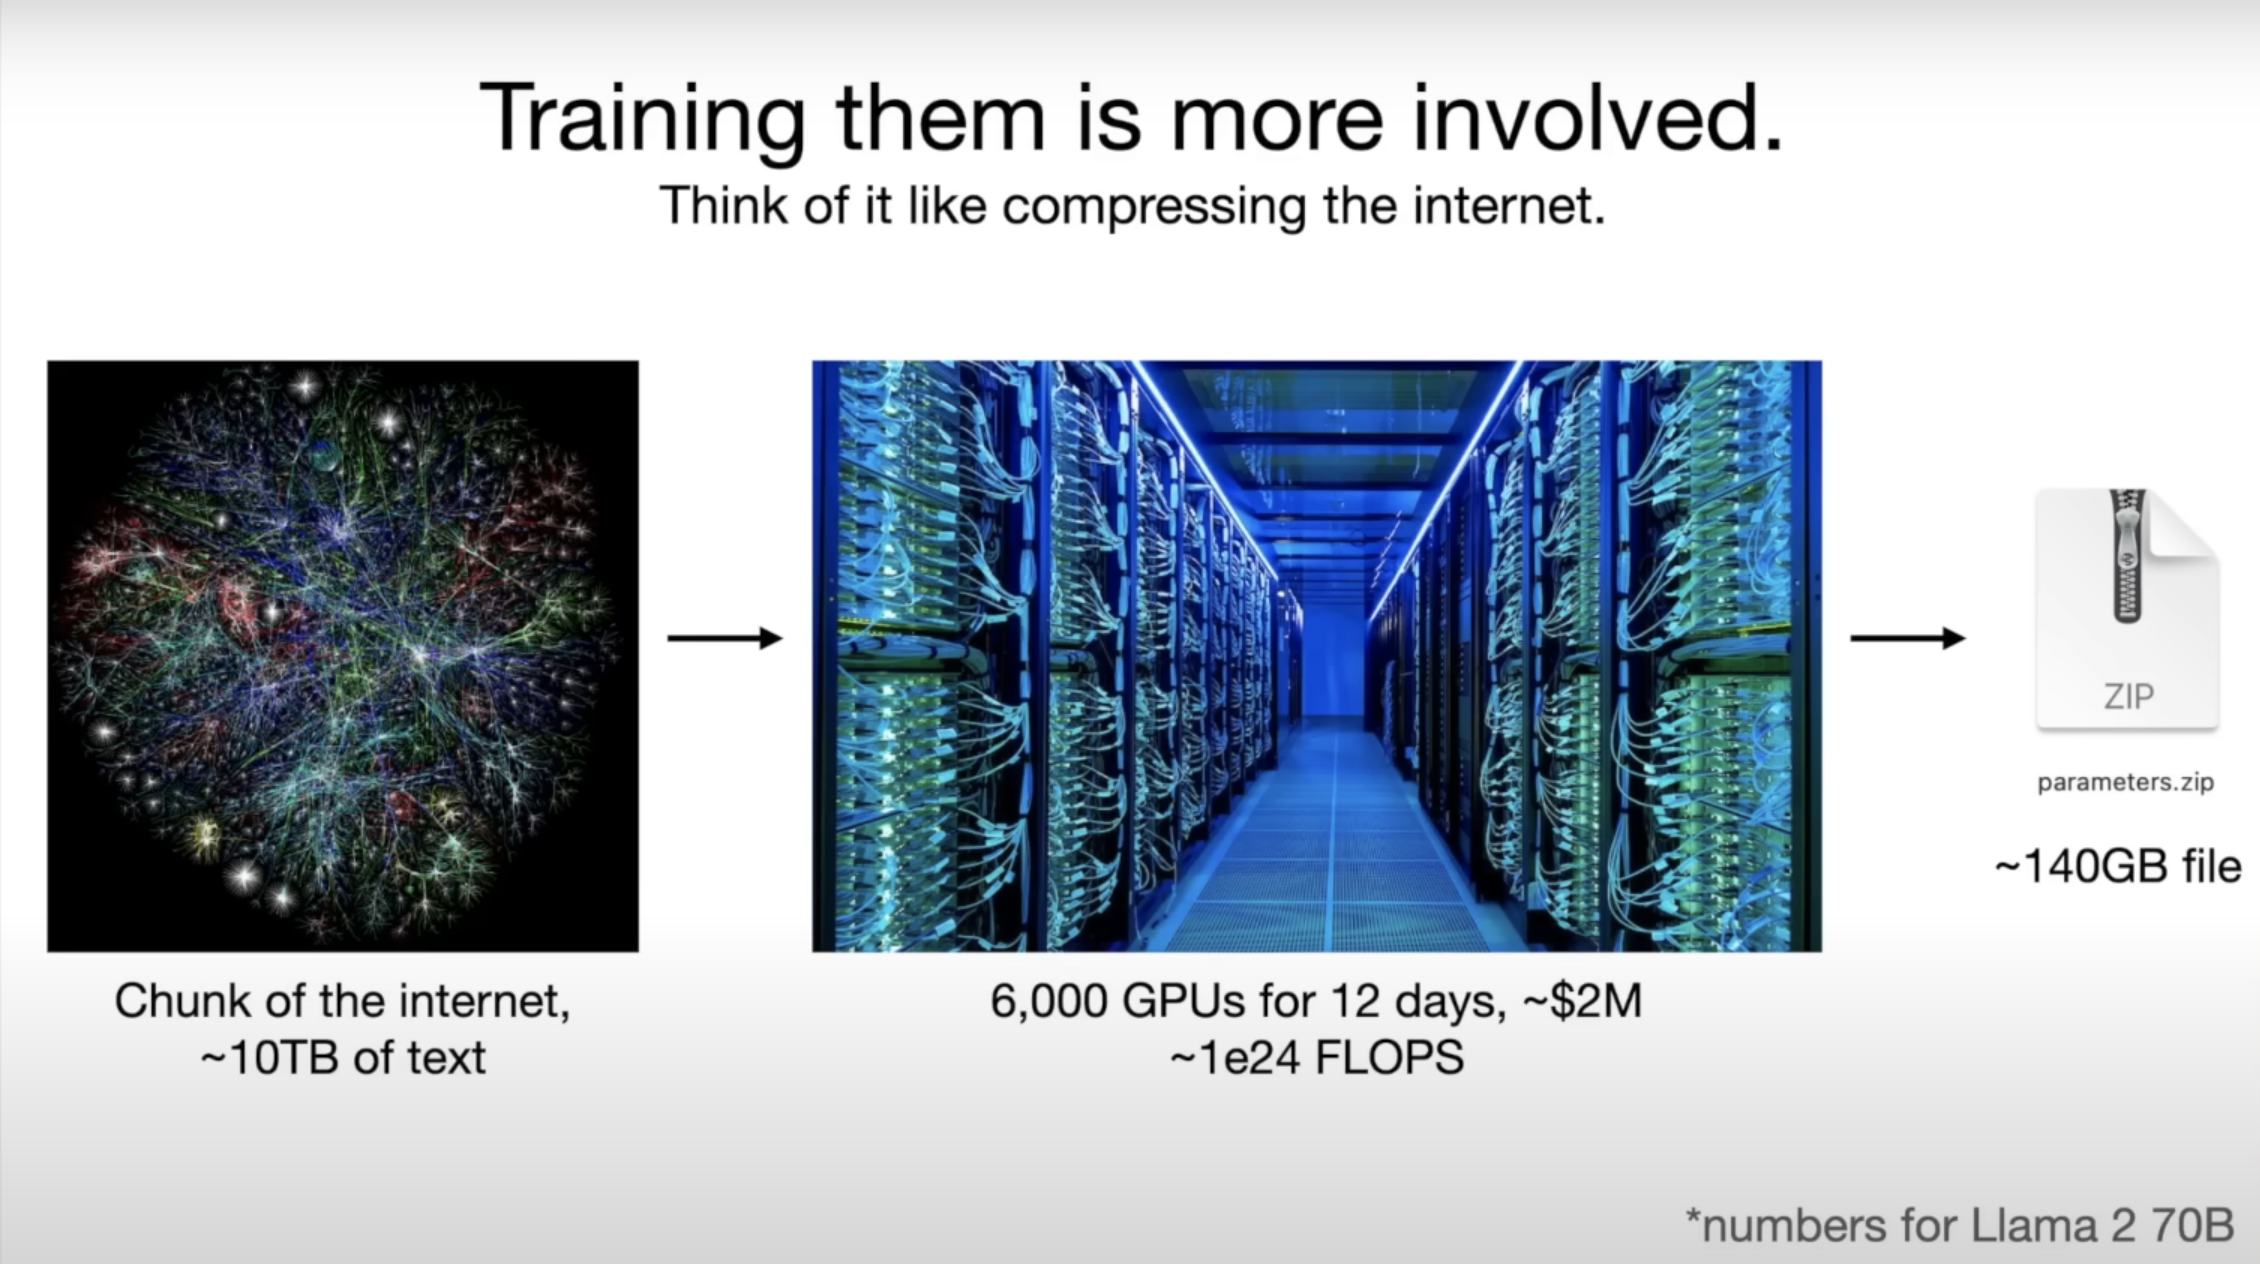 Training them is more involved.
Think of it like compressing the internet.
Chunk of the internet,
~10TB of text
6,000 GPUs for 12 days, ~$2M
~1e24 FLOPS
ZIP
parameters.zip
~140GB file
*numbers for Llama 2 70B